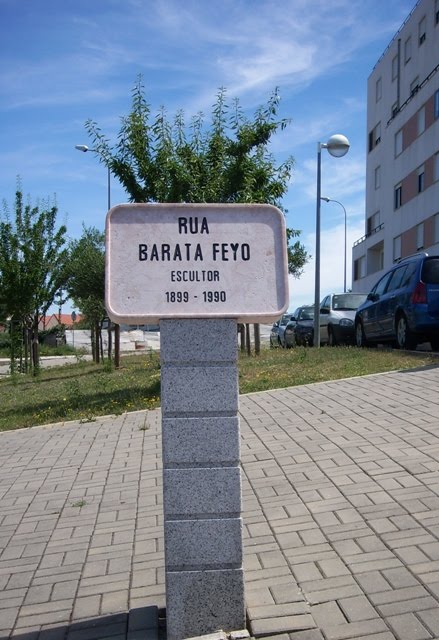 RUA
BARATA FEYO
ESCULTOR
1899 - 1990